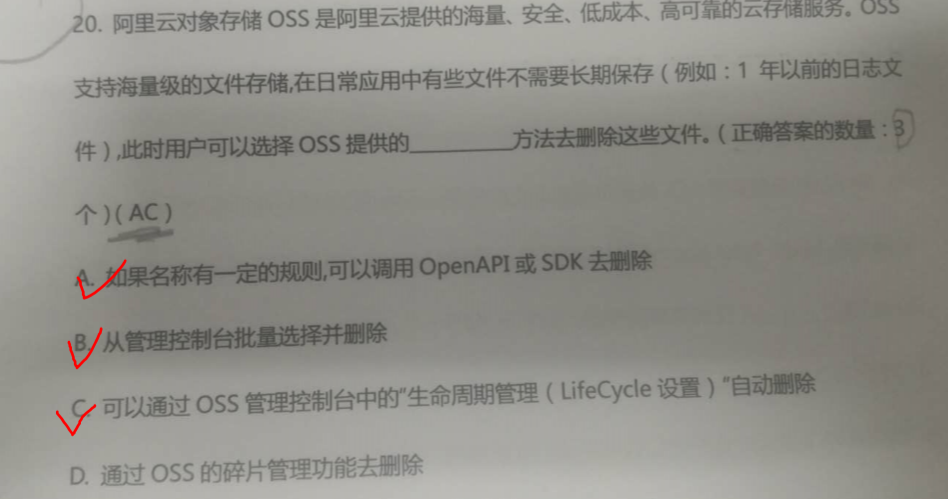 20. 阿里云对象存储 OSS 是阿里云提供的海量、安全、低成本、高可靠的云存储服务。OSS
支持海量级的文件存储,在日常应用中有些文件不需要长期保存（例如：1 年以前的日志文
件）,此时用户可以选择 OSS 提供的__________方法去删除这些文件。（正确答案的数量：3
个）（AC）
A. 如果名称有一定的规则,可以调用 OpenAPI 或 SDK 去删除
B. 从管理控制台批量选择并删除
C. 可以通过 OSS 管理控制台中的"生命周期管理（LifeCycle 设置）"自动删除
D. 通过 OSS 的碎片管理功能去删除